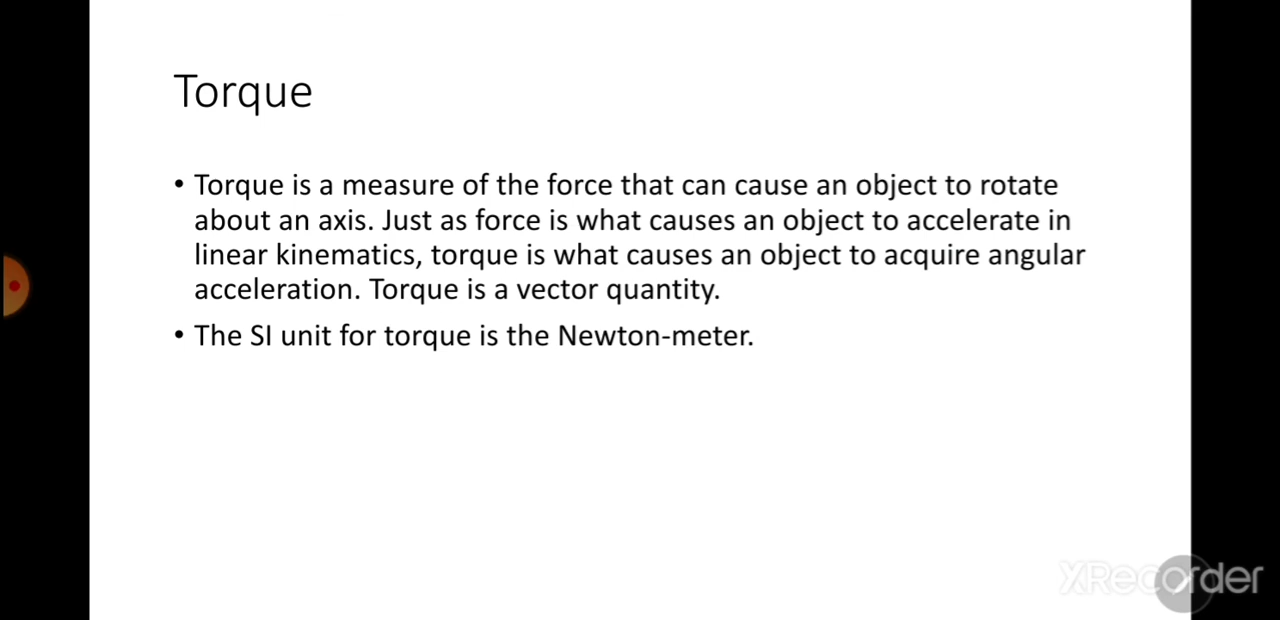 Torque
• Torque is a measure of the force that can cause an object to rotate
about an axis. Just as force is what causes an object to accelerate in
linear kinematics, torque is what causes an object to acquire angular
acceleration. Torque is a vector quantity.
• The SI unit for torque is the Newton-meter.
XRecorder